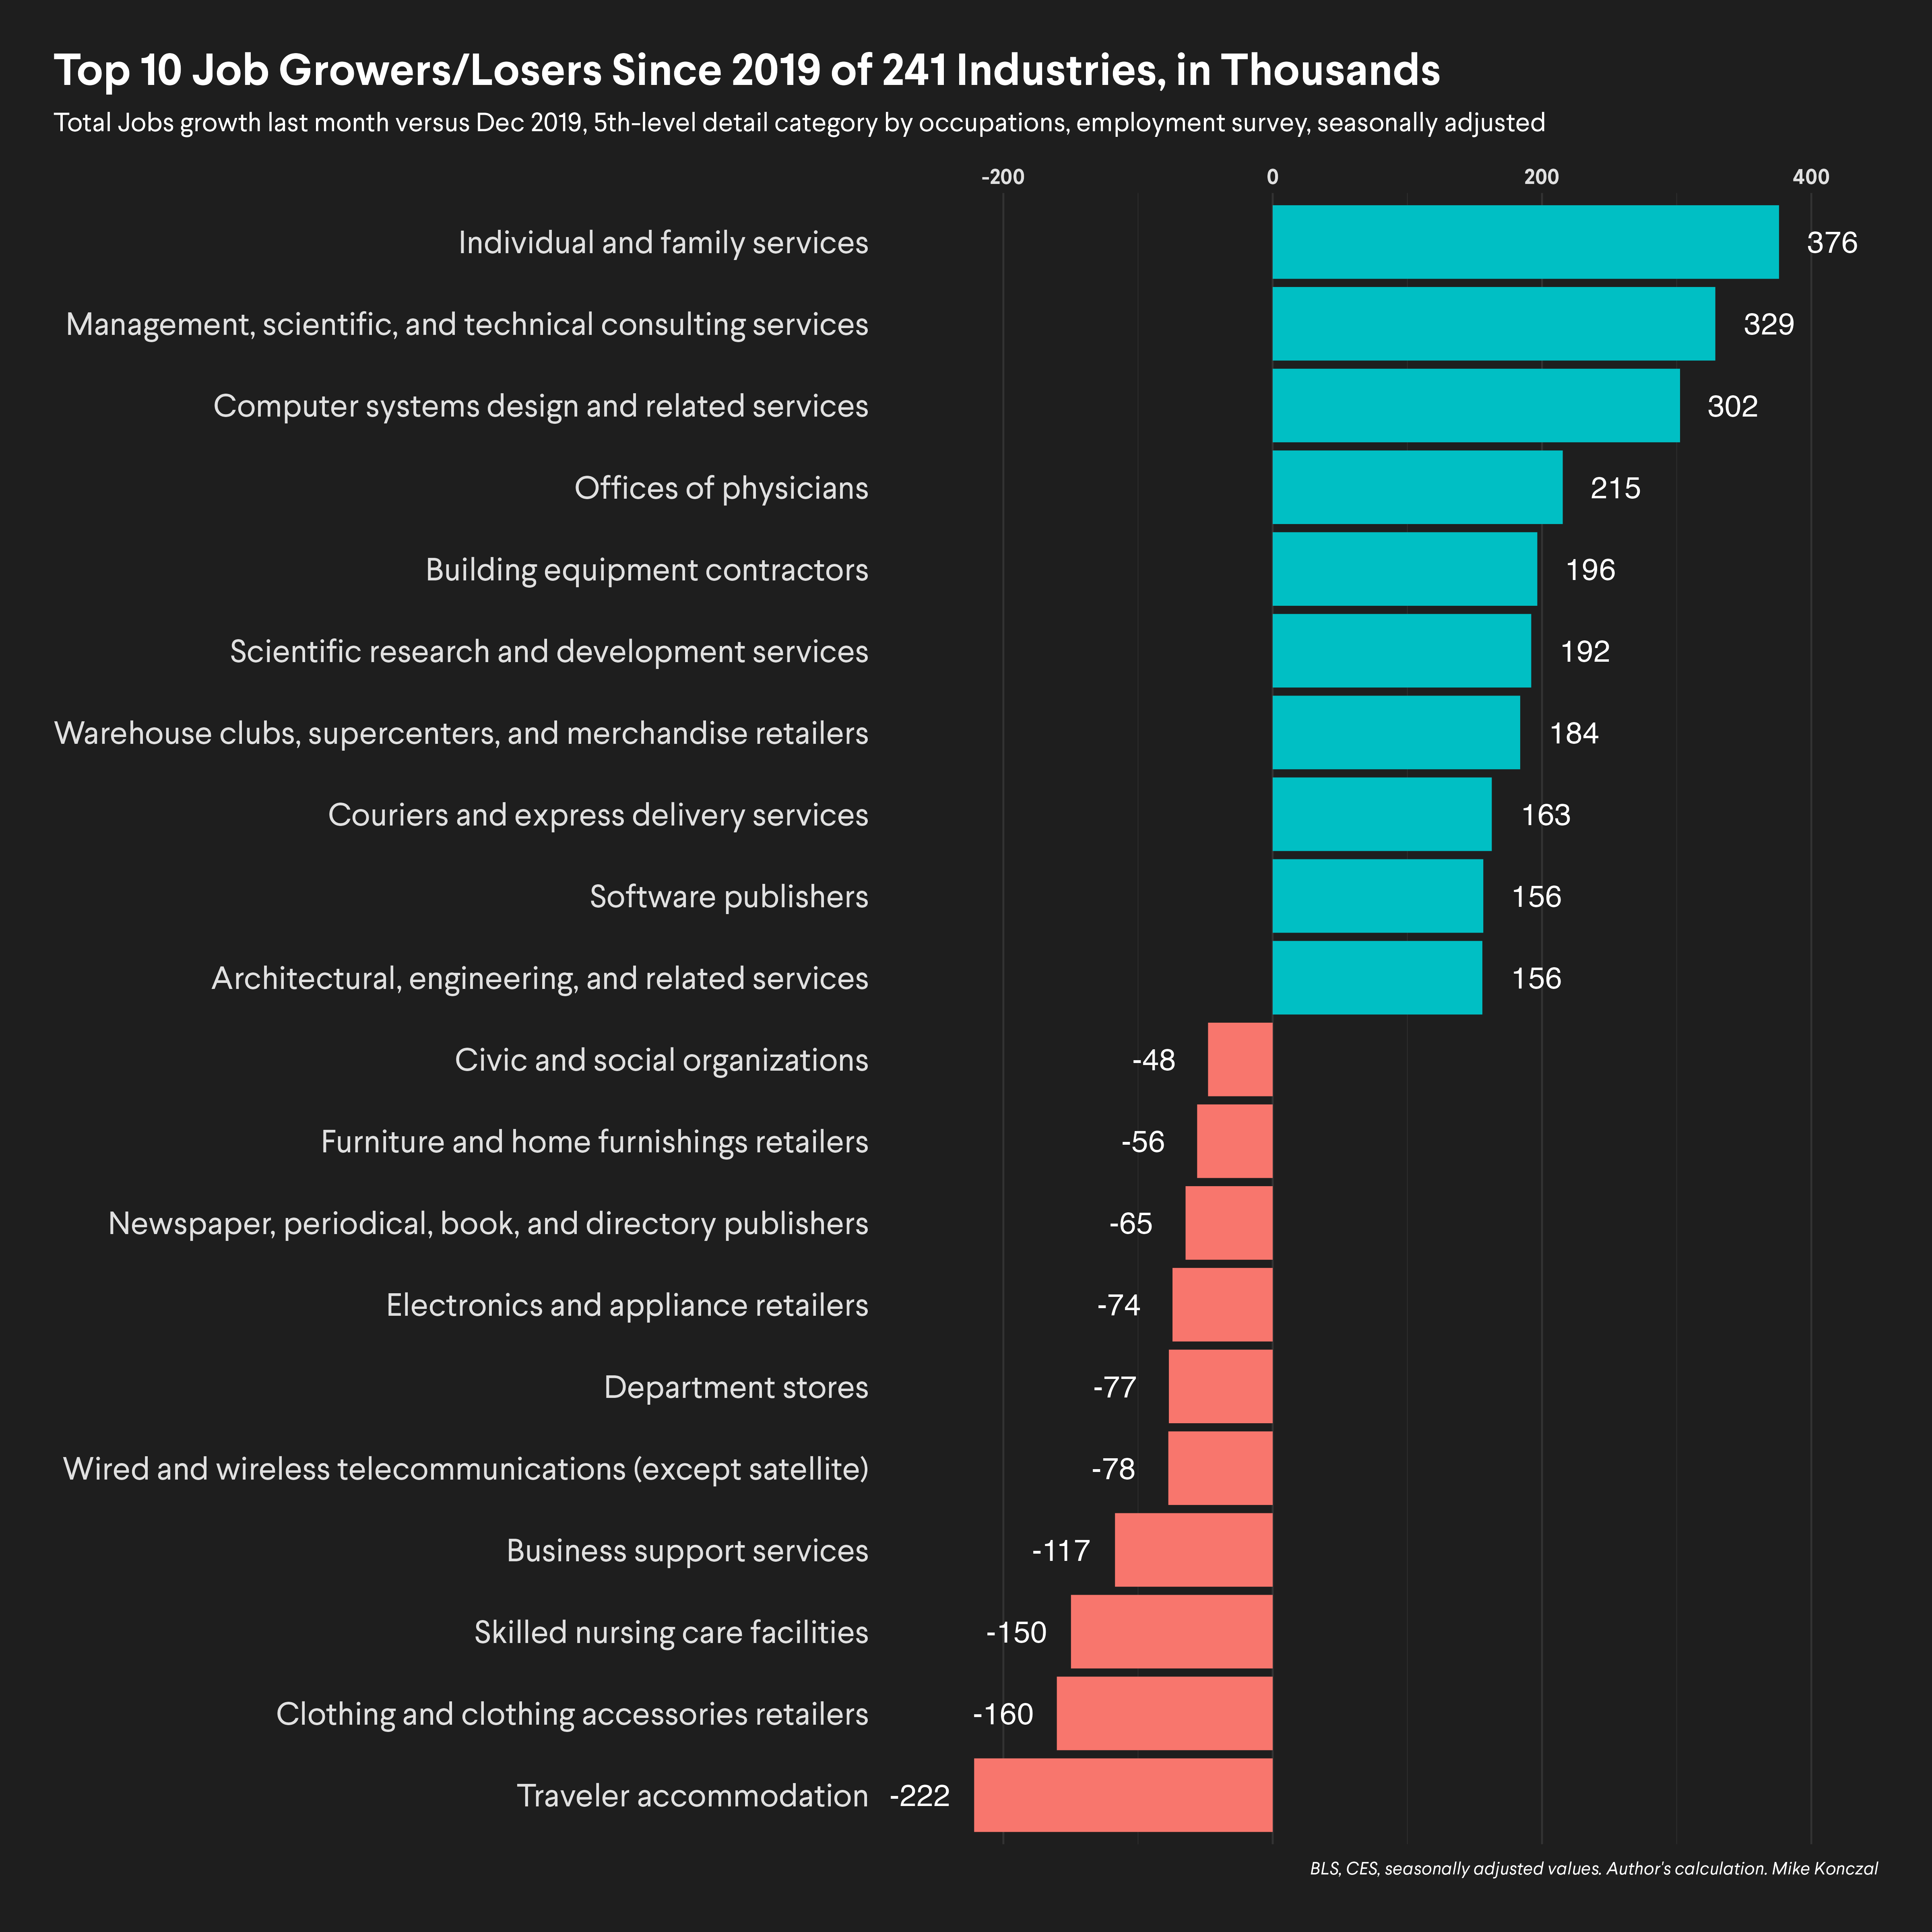 Top 10 Job Growers/Losers Since 2019 of 241 Industries, in Thousands
Total Jobs growth last month versus Dec 2019, 5th-level detail category by occupations, employment survey, seasonally adjusted
-200 0 200 400
Individual and family services 376
Management, scientific, and technical consulting services 329
Computer systems design and related services 302
Offices of physicians 215
Building equipment contractors 196
Scientific research and development services 192
Warehouse clubs, supercenters, and merchandise retailers 184
Couriers and express delivery services 163
Software publishers 156
Architectural, engineering, and related services 156
Civic and social organizations -48
Furniture and home furnishings retailers -56
Newspaper, periodical, book, and directory publishers -65
Electronics and appliance retailers -74
Department stores -77
Wired and wireless telecommunications (except satellite) -78
Business support services -117
Skilled nursing care facilities -150
Clothing and clothing accessories retailers -160
Traveler accommodation -222
BLS, CES, seasonally adjusted values. Author's calculation. Mike Konczal